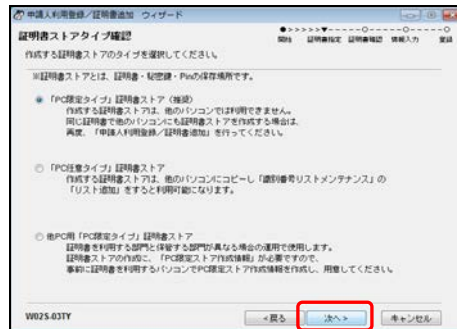 申請人利用登録／証明書追加 ウィザード
証明書ストアタイプ確認
開始 証明書指定 証明書確認 情報入力 登録
作成する証明書ストアのタイプを選択してください。
※証明書ストアとは、証明書・秘密鍵・Pinの保存場所です。
「PC限定タイプ」証明書ストア（推奨）
作成する証明書ストアは、他のパソコンでは利用できません。
同じ証明書で他のパソコンにも証明書ストアを作成する場合は、
再度、「申請人利用登録／証明書追加」を行ってください。
「PC任意タイプ」証明書ストア
作成する証明書ストアは、他のパソコンにコピーし「識別番号リストメンテナンス」の
「リスト追加」をすると利用可能になります。
他PC用「PC限定タイプ」証明書ストア
証明書を利用する部門と保管する部門が異なる場合の運用で使用します。
証明書ストアの作成に、「PC限定ストア作成情報」が必要ですので、
事前に証明書を利用するパソコンでPC限定ストア作成情報を作成し、用意してください。
W02S-03TY
<戻る
次へ>
キャンセル